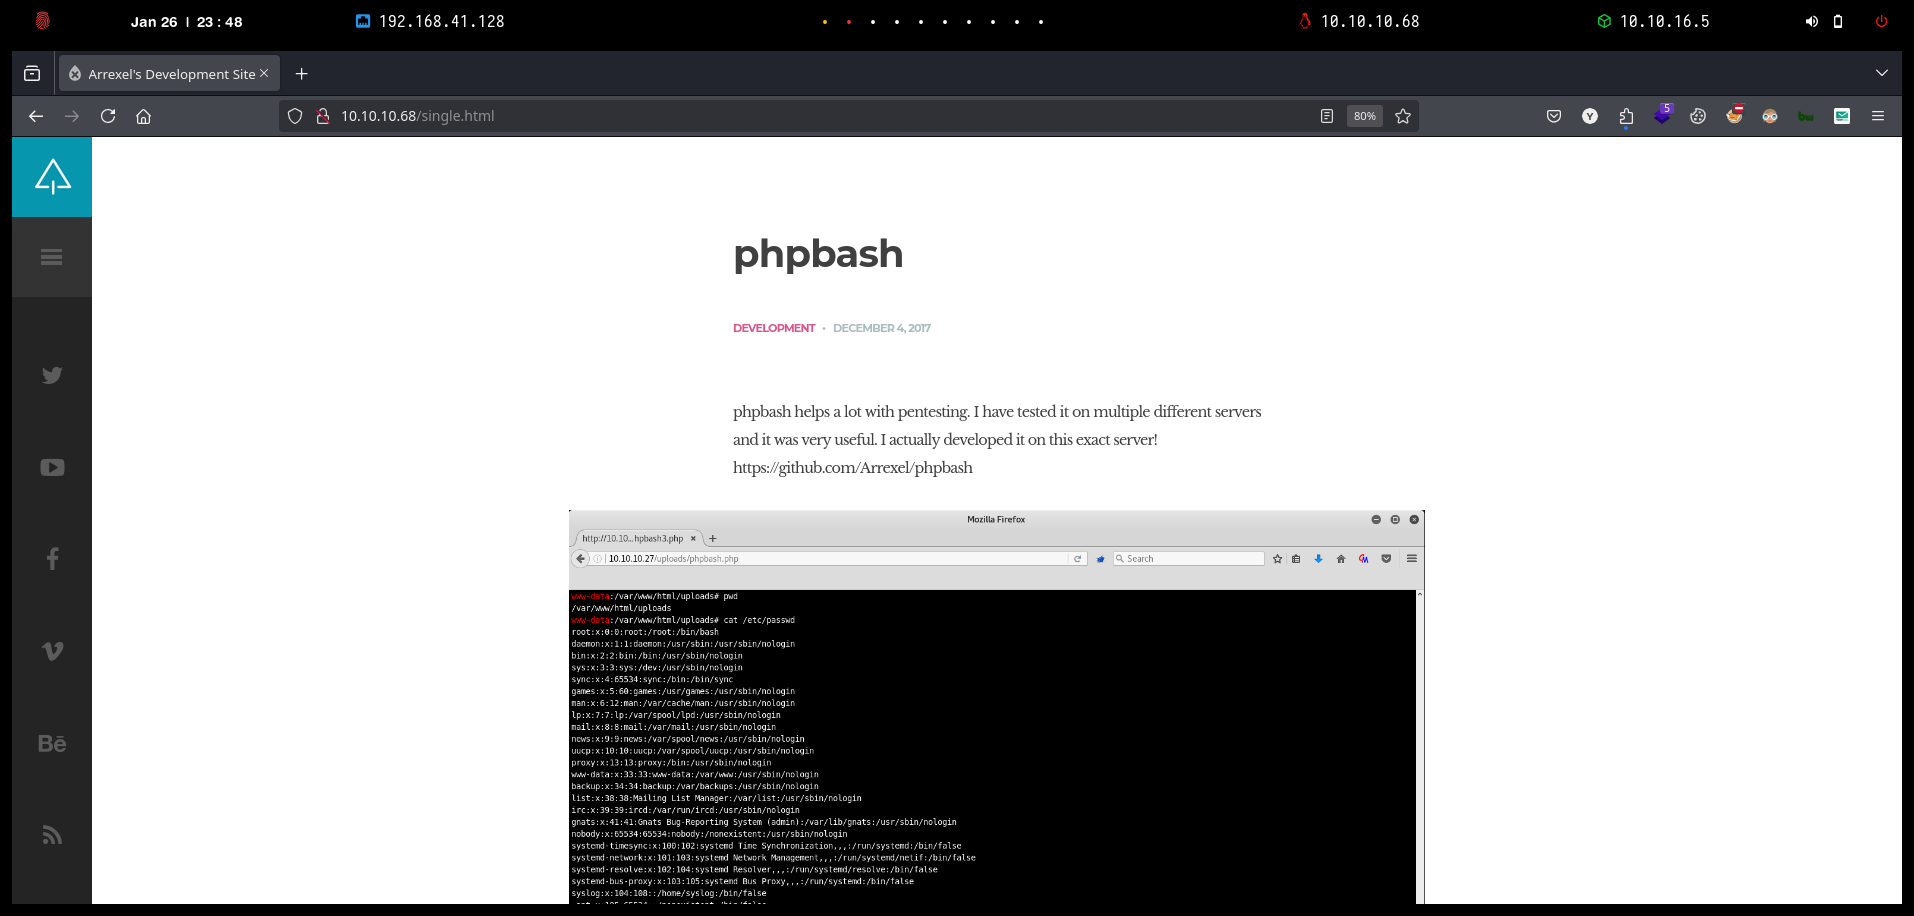 Jan 26 | 23 : 48
192.168.41.128
10.10.10.68
10.10.16.5
Arrexel's Development Site
10.10.10.68/single.html
80%
Y
5
bw
phpbash
DEVELOPMENT • DECEMBER 4, 2017
phpbash helps a lot with pentesting. I have tested it on multiple different servers
and it was very useful. I actually developed it on this exact server!
https://github.com/Arrexel/phpbash
Bē
Mozilla Firefox
http://10.10...hpbash3.php
10.10.10.27/uploads/phpbash.php
Search
www-data:/var/www/html/uploads# pwd
/var/www/html/uploads
www-data:/var/www/html/uploads# cat /etc/passwd
root:x:0:0:root:/root:/bin/bash
daemon:x:1:1:daemon:/usr/sbin:/usr/sbin/nologin
bin:x:2:2:bin:/bin:/usr/sbin/nologin
sys:x:3:3:sys:/dev:/usr/sbin/nologin
sync:x:4:65534:sync:/bin:/bin/sync
games:x:5:60:games:/usr/games:/usr/sbin/nologin
man:x:6:12:man:/var/cache/man:/usr/sbin/nologin
lp:x:7:7:lp:/var/spool/lpd:/usr/sbin/nologin
mail:x:8:8:mail:/var/mail:/usr/sbin/nologin
news:x:9:9:news:/var/spool/news:/usr/sbin/nologin
uucp:x:10:10:uucp:/var/spool/uucp:/usr/sbin/nologin
proxy:x:13:13:proxy:/bin:/usr/sbin/nologin
www-data:x:33:33:www-data:/var/www:/usr/sbin/nologin
backup:x:34:34:backup:/var/backups:/usr/sbin/nologin
list:x:38:38:Mailing List Manager:/var/list:/usr/sbin/nologin
irc:x:39:39:ircd:/var/run/ircd:/usr/sbin/nologin
gnats:x:41:41:Gnats Bug-Reporting System (admin):/var/lib/gnats:/usr/sbin/nologin
nobody:x:65534:65534:nobody:/nonexistent:/usr/sbin/nologin
systemd-timesync:x:100:102:systemd Time Synchronization,,,:/run/systemd:/bin/false
systemd-network:x:101:103:systemd Network Management,,,:/run/systemd/netif:/bin/false
systemd-resolve:x:102:104:systemd Resolver,,,:/run/systemd/resolve:/bin/false
systemd-bus-proxy:x:103:105:systemd Bus Proxy,,,:/run/systemd:/bin/false
syslog:x:104:108::/home/syslog:/bin/false